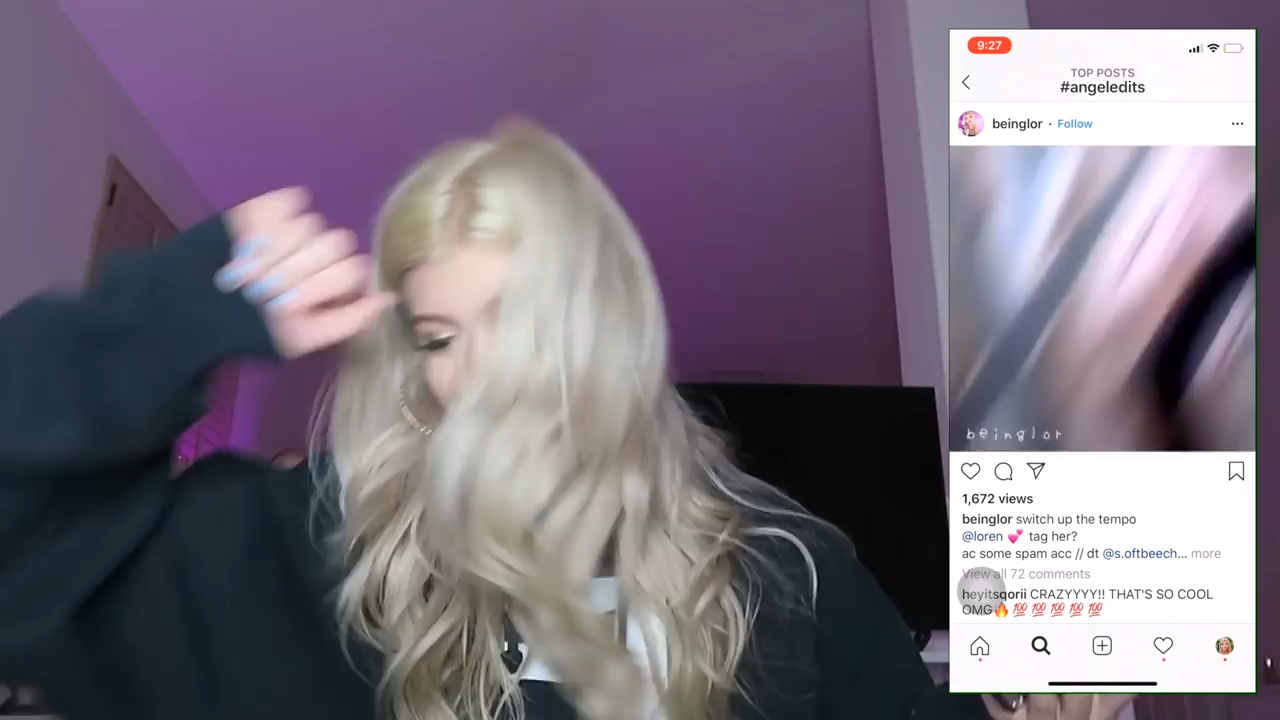 9:27
TOP POSTS
#angeledits
beinglor · Follow
beinglor
1,672 views
beinglor switch up the tempo
@loren 💕 tag her?
ac some spam acc // dt @s.oftbeech... more
View all 72 comments
heyitsqorii CRAZYYYY!! THAT'S SO COOL
OMG🔥💯💯💯💯💯